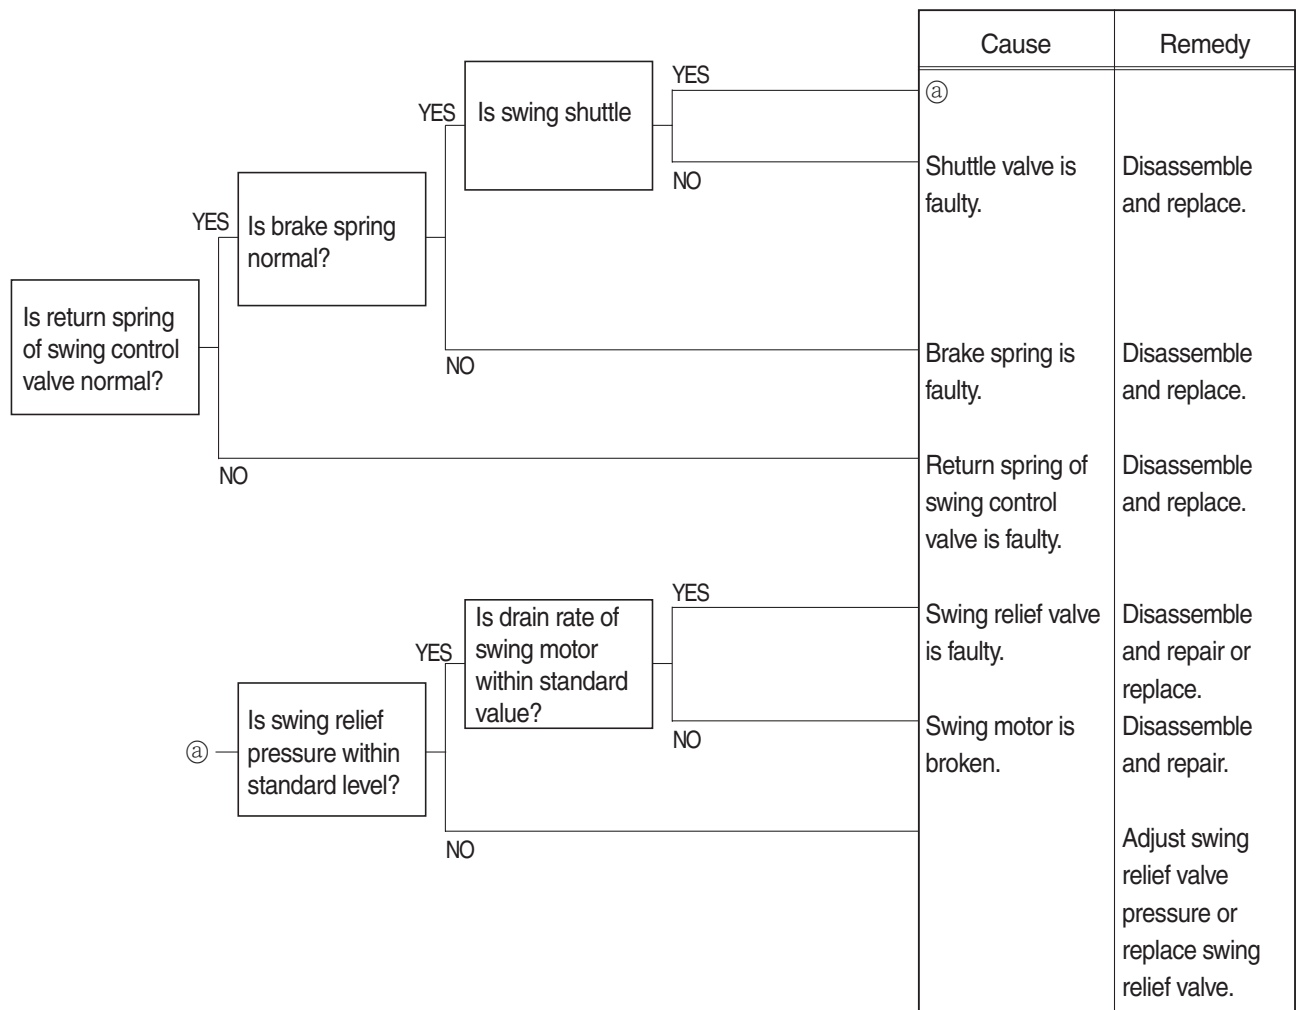 Cause
Remedy
YES
ⓐ
YES
Is swing shuttle
NO
Shuttle valve is
faulty.
Disassemble
and replace.
YES
Is brake spring
normal?
Is return spring
of swing control
valve normal?
NO
Brake spring is
faulty.
Disassemble
and replace.
NO
Return spring of
swing control
valve is faulty.
Disassemble
and replace.
YES
Is drain rate of
swing motor
within standard
value?
YES
Swing relief valve
is faulty.
Disassemble
and repair or
replace.
ⓐ
Is swing relief
pressure within
standard level?
NO
Swing motor is
broken.
Disassemble
and repair.
NO
Adjust swing
relief valve
pressure or
replace swing
relief valve.